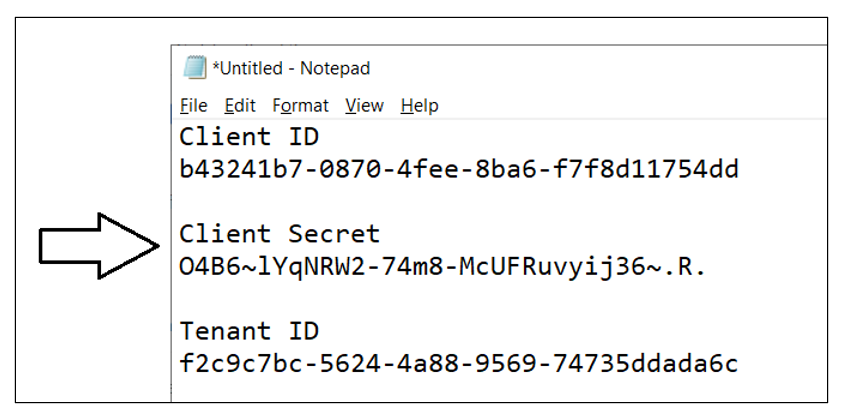 *Untitled - Notepad
File Edit Format View Help
Client ID
b43241b7-0870-4fee-8ba6-f7f8d11754dd
Client Secret
O4B6~lYqNRW2-74m8-McUFRuvyij36~.R.
Tenant ID
f2c9c7bc-5624-4a88-9569-74735ddada6c